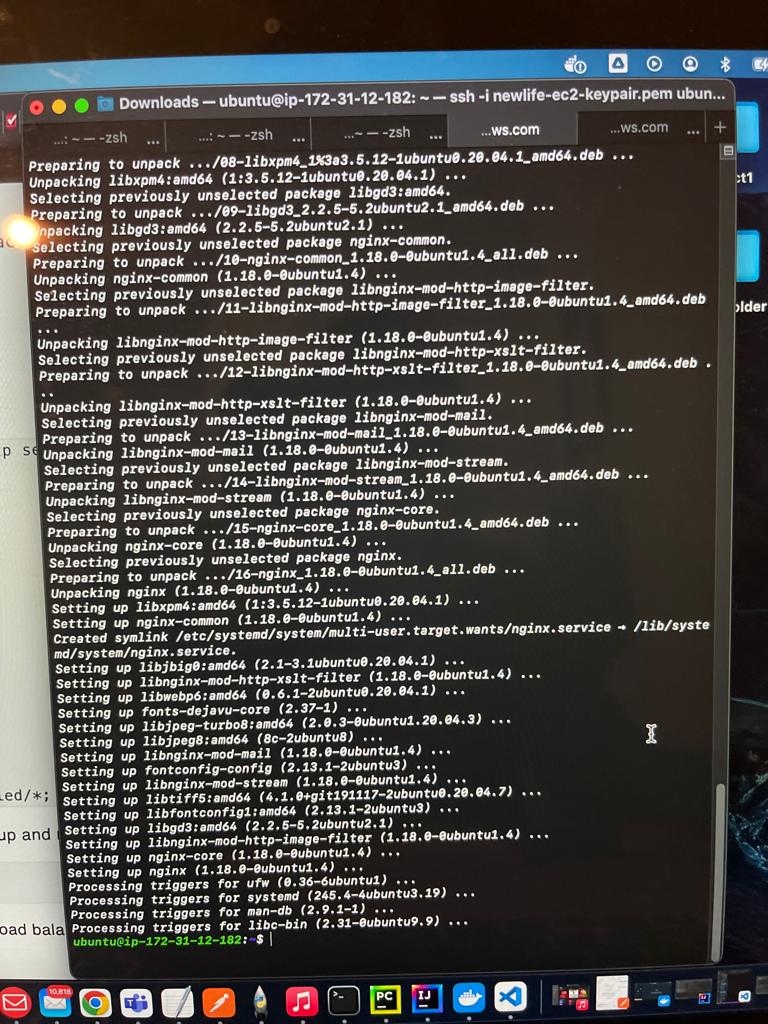 Downloads — ubuntu@ip-172-31-12-182: ~ — ssh -i newlife-ec2-keypair.pem ubun...
...: ~ — -zsh ... ...: ~ — -zsh ... ...~ — -zsh ... ...ws.com ...ws.com ... +
Preparing to unpack .../08-libxpm4_1%3a3.5.12-1ubuntu0.20.04.1_amd64.deb ...
Unpacking libxpm4:amd64 (1:3.5.12-1ubuntu0.20.04.1) ...
Selecting previously unselected package libgd3:amd64.
Preparing to unpack .../09-libgd3_2.2.5-5.2ubuntu2.1_amd64.deb ...
Unpacking libgd3:amd64 (2.2.5-5.2ubuntu2.1) ...
Selecting previously unselected package nginx-common.
Preparing to unpack .../10-nginx-common_1.18.0-0ubuntu1.4_all.deb ...
Unpacking nginx-common (1.18.0-0ubuntu1.4) ...
Selecting previously unselected package libnginx-mod-http-image-filter.
Preparing to unpack .../11-libnginx-mod-http-image-filter_1.18.0-0ubuntu1.4_amd64.deb
...
Unpacking libnginx-mod-http-image-filter (1.18.0-0ubuntu1.4) ...
Selecting previously unselected package libnginx-mod-http-xslt-filter.
Preparing to unpack .../12-libnginx-mod-http-xslt-filter_1.18.0-0ubuntu1.4_amd64.deb .
..
Unpacking libnginx-mod-http-xslt-filter (1.18.0-0ubuntu1.4) ...
Selecting previously unselected package libnginx-mod-mail.
Preparing to unpack .../13-libnginx-mod-mail_1.18.0-0ubuntu1.4_amd64.deb ...
Unpacking libnginx-mod-mail (1.18.0-0ubuntu1.4) ...
Selecting previously unselected package libnginx-mod-stream.
Preparing to unpack .../14-libnginx-mod-stream_1.18.0-0ubuntu1.4_amd64.deb ...
Unpacking libnginx-mod-stream (1.18.0-0ubuntu1.4) ...
Selecting previously unselected package nginx-core.
Preparing to unpack .../15-nginx-core_1.18.0-0ubuntu1.4_amd64.deb ...
Unpacking nginx-core (1.18.0-0ubuntu1.4) ...
Selecting previously unselected package nginx.
Preparing to unpack .../16-nginx_1.18.0-0ubuntu1.4_all.deb ...
Unpacking nginx (1.18.0-0ubuntu1.4) ...
Setting up libxpm4:amd64 (1:3.5.12-1ubuntu0.20.04.1) ...
Setting up nginx-common (1.18.0-0ubuntu1.4) ...
Created symlink /etc/systemd/system/multi-user.target.wants/nginx.service → /lib/syste
md/system/nginx.service.
Setting up libjbig0:amd64 (2.1-3.1ubuntu0.20.04.1) ...
Setting up libnginx-mod-http-xslt-filter (1.18.0-0ubuntu1.4) ...
Setting up libwebp6:amd64 (0.6.1-2ubuntu0.20.04.1) ...
Setting up fonts-dejavu-core (2.37-1) ...
Setting up libjpeg-turbo8:amd64 (2.0.3-0ubuntu1.20.04.3) ...
Setting up libjpeg8:amd64 (8c-2ubuntu8) ...
Setting up libnginx-mod-mail (1.18.0-0ubuntu1.4) ...
Setting up fontconfig-config (2.13.1-2ubuntu3) ...
Setting up libnginx-mod-stream (1.18.0-0ubuntu1.4) ...
Setting up libtiff5:amd64 (4.1.0+git191117-2ubuntu0.20.04.7) ...
Setting up libfontconfig1:amd64 (2.13.1-2ubuntu3) ...
Setting up libgd3:amd64 (2.2.5-5.2ubuntu2.1) ...
Setting up libnginx-mod-http-image-filter (1.18.0-0ubuntu1.4) ...
Setting up nginx-core (1.18.0-0ubuntu1.4) ...
Setting up nginx (1.18.0-0ubuntu1.4) ...
Processing triggers for ufw (0.36-6ubuntu1) ...
Processing triggers for systemd (245.4-4ubuntu3.19) ...
Processing triggers for man-db (2.9.1-1) ...
Processing triggers for libc-bin (2.31-0ubuntu9.9) ...
ubuntu@ip-172-31-12-182:~$
ct1
older
p se
led/*;
up and
oad bala
10,818
PC
IJ